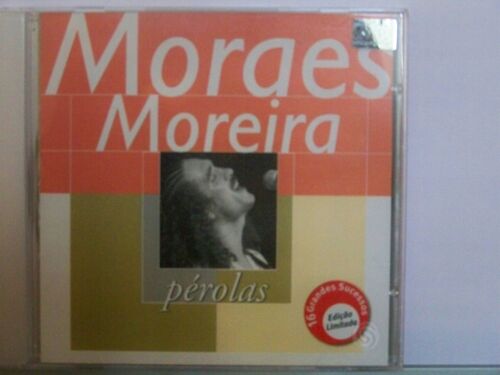 Moraes
Moreira
pérolas
16 Grandes Sucessos
Edição
Limitada